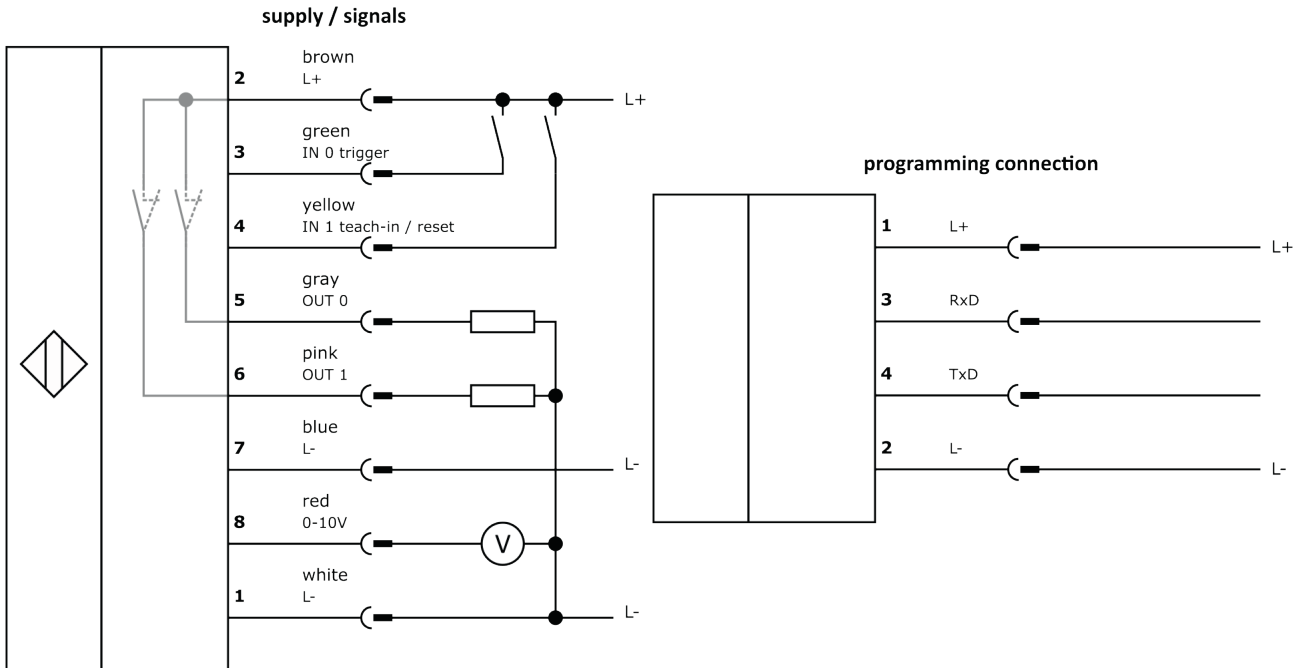 supply / signals
brown
2
L+
L+
green
3
IN 0 trigger
yellow
4
IN 1 teach-in / reset
gray
5
OUT 0
pink
6
OUT 1
blue
7
L-
L-
red
8
0-10V
V
white
1
L-
L-
programming connection
1
L+
L+
3
RxD
4
TxD
2
L-
L-